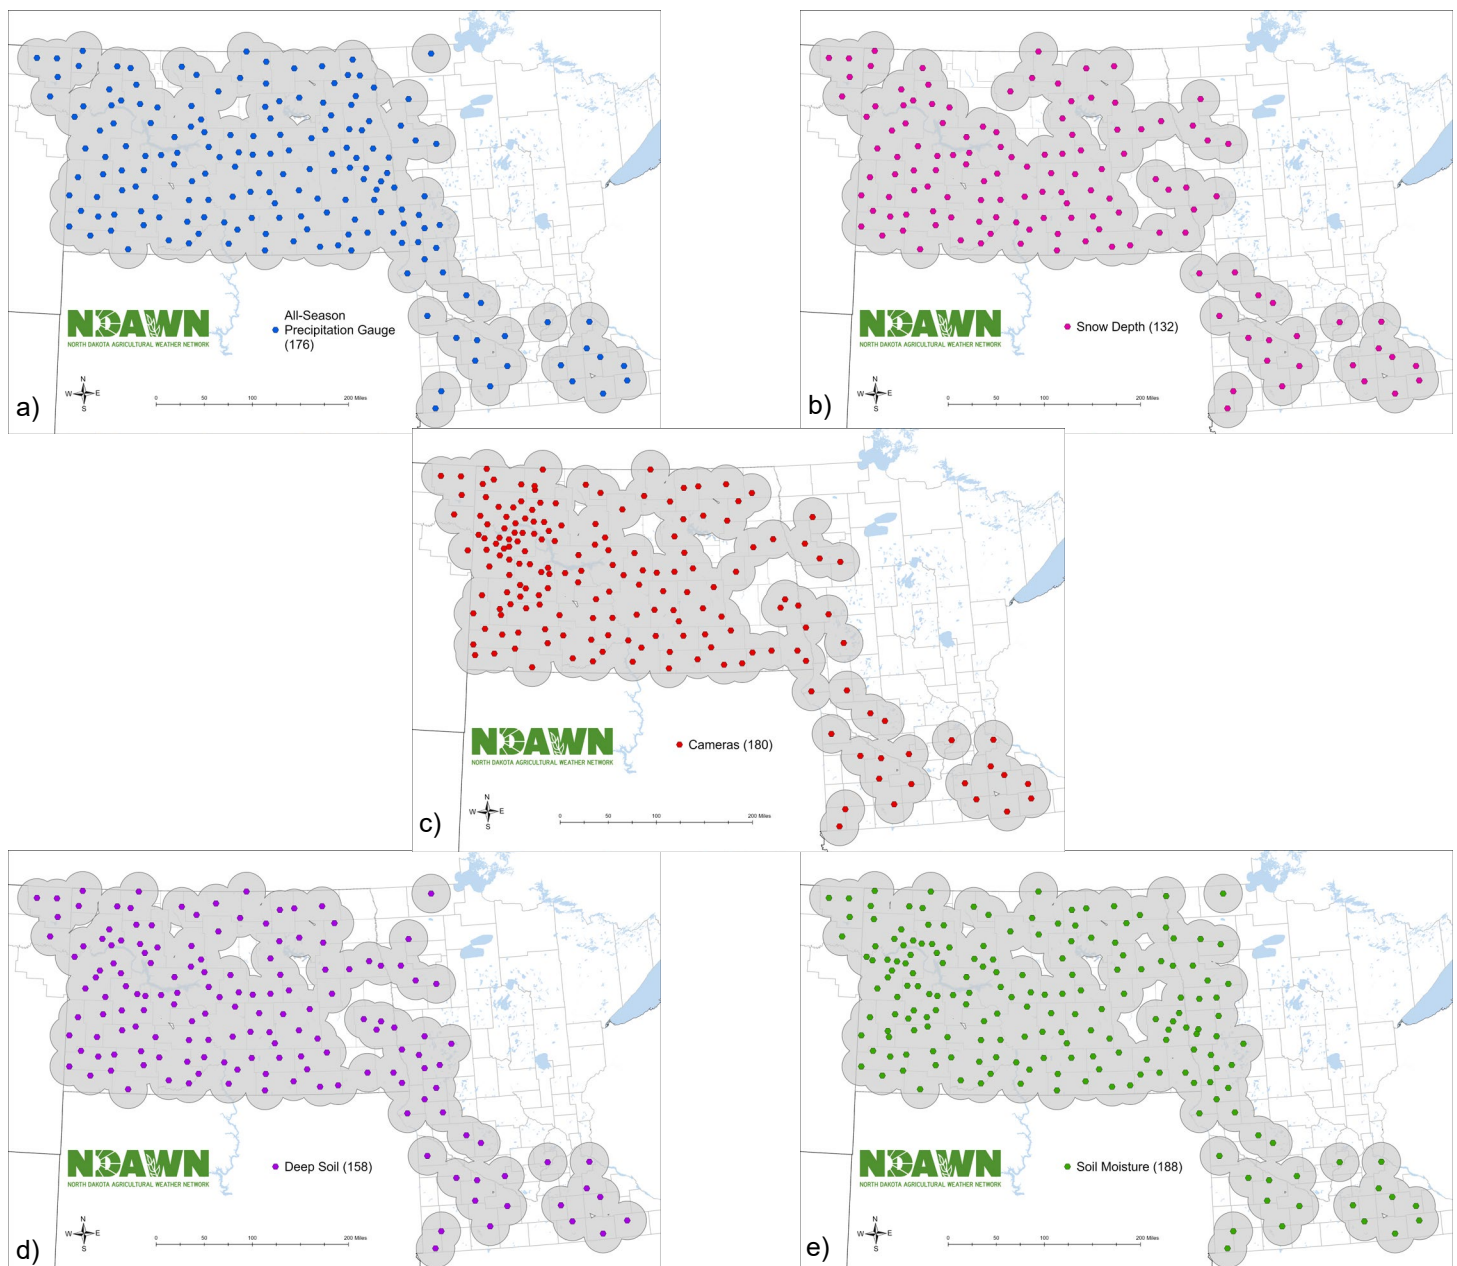 NDAWN
NORTH DAKOTA AGRICULTURAL WEATHER NETWORK
All-Season
Precipitation Gauge
(176)
N
W E
S
0 50 100 200 Miles
a)
NDAWN
NORTH DAKOTA AGRICULTURAL WEATHER NETWORK
Snow Depth (132)
N
W E
S
0 50 100 200 Miles
b)
NDAWN
NORTH DAKOTA AGRICULTURAL WEATHER NETWORK
Cameras (180)
N
W E
S
0 50 100 200 Miles
c)
NDAWN
NORTH DAKOTA AGRICULTURAL WEATHER NETWORK
Deep Soil (158)
N
W E
S
0 50 100 200 Miles
d)
NDAWN
NORTH DAKOTA AGRICULTURAL WEATHER NETWORK
Soil Moisture (188)
N
W E
S
0 50 100 200 Miles
e)